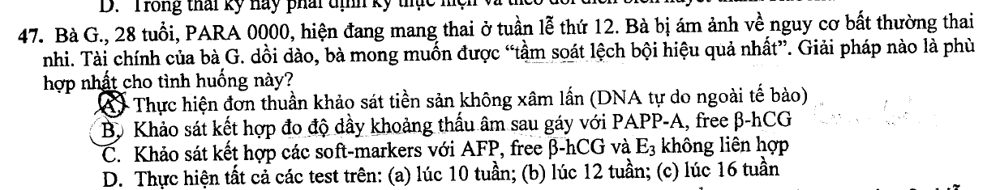 D. Trong thai kỳ này phải định kỳ thực hiện và theo dõi diễn biến huyết
47. Bà G., 28 tuổi, PARA 0000, hiện đang mang thai ở tuần lễ thứ 12. Bà bị ám ảnh về nguy cơ bất thường thai
nhi. Tài chính của bà G. dồi dào, bà mong muốn được “tầm soát lệch bội hiệu quả nhất”. Giải pháp nào là phù
hợp nhất cho tình huống này?
A. Thực hiện đơn thuần khảo sát tiền sản không xâm lấn (DNA tự do ngoài tế bào)
B. Khảo sát kết hợp đo độ dầy khoảng thấu âm sau gáy với PAPP-A, free β-hCG
C. Khảo sát kết hợp các soft-markers với AFP, free β-hCG và E₃ không liên hợp
D. Thực hiện tất cả các test trên: (a) lúc 10 tuần; (b) lúc 12 tuần; (c) lúc 16 tuần